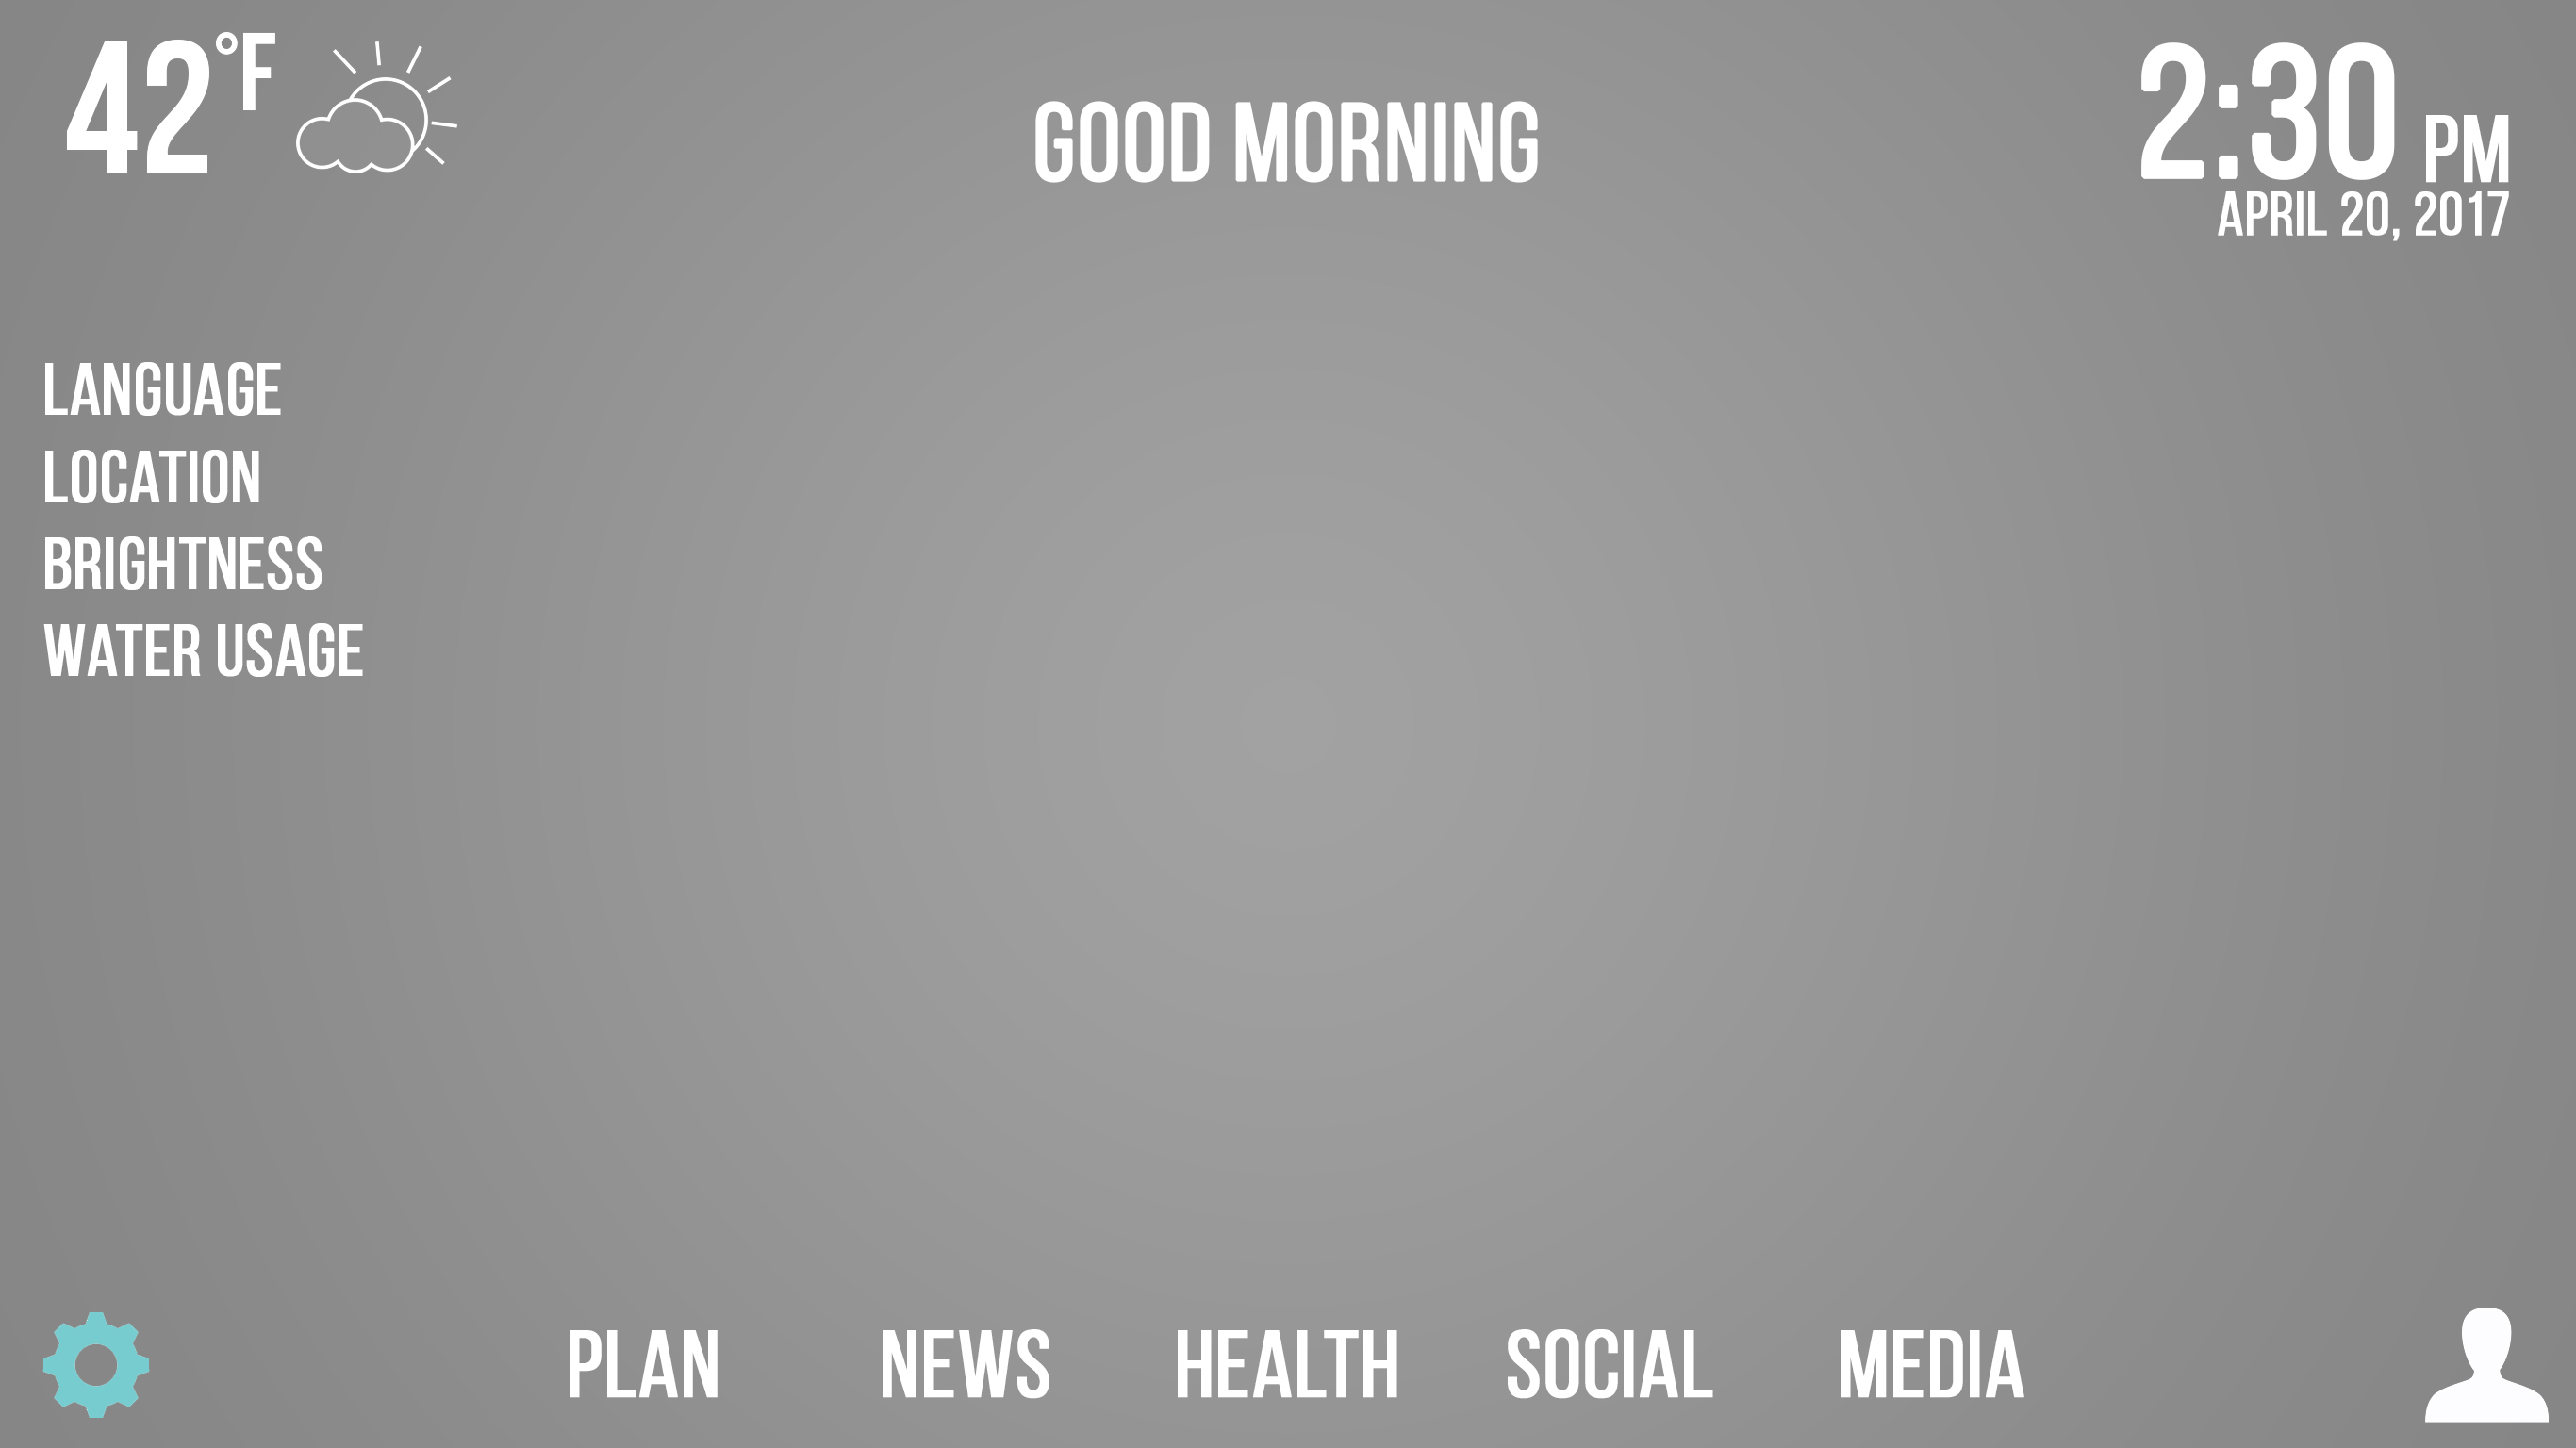 42°F
GOOD MORNING
2:30 PM
APRIL 20, 2017
LANGUAGE
LOCATION
BRIGHTNESS
WATER USAGE
PLAN NEWS HEALTH SOCIAL MEDIA